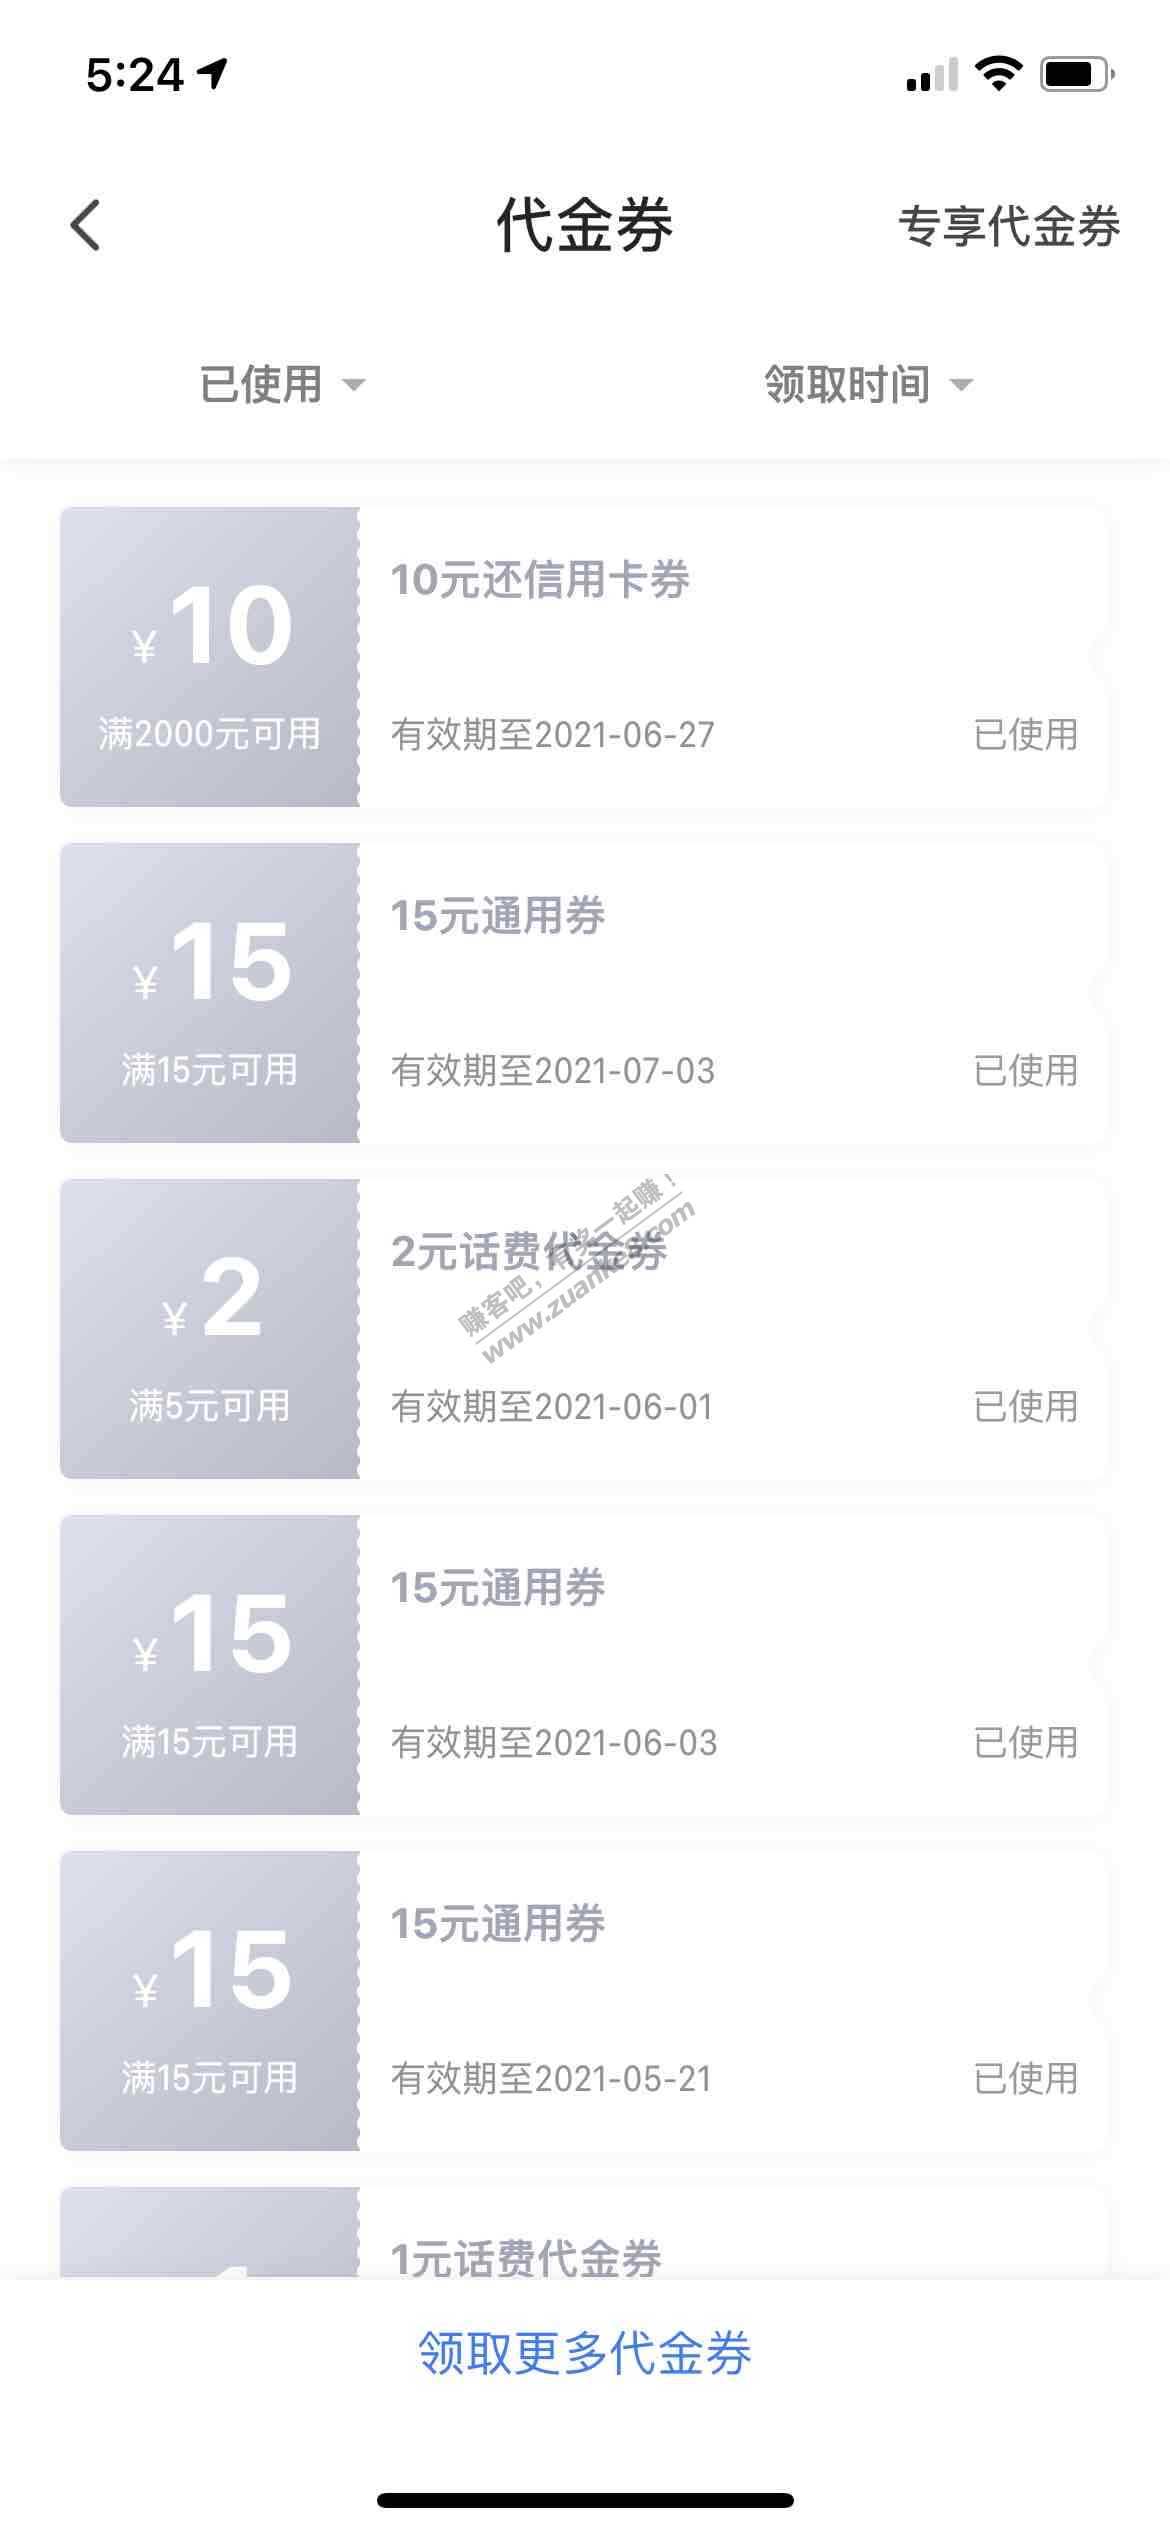 5:24
代金券
专享代金券
已使用
领取时间
¥10
满2000元可用
10元还信用卡券
有效期至2021-06-27
已使用
¥15
满15元可用
15元通用券
有效期至2021-07-03
已使用
¥2
满5元可用
2元话费代金券
有效期至2021-06-01
已使用
赚客吧，有奖一起赚！
www.zuanke8.com
¥15
满15元可用
15元通用券
有效期至2021-06-03
已使用
¥15
满15元可用
15元通用券
有效期至2021-05-21
已使用
1元话费代金券
领取更多代金券